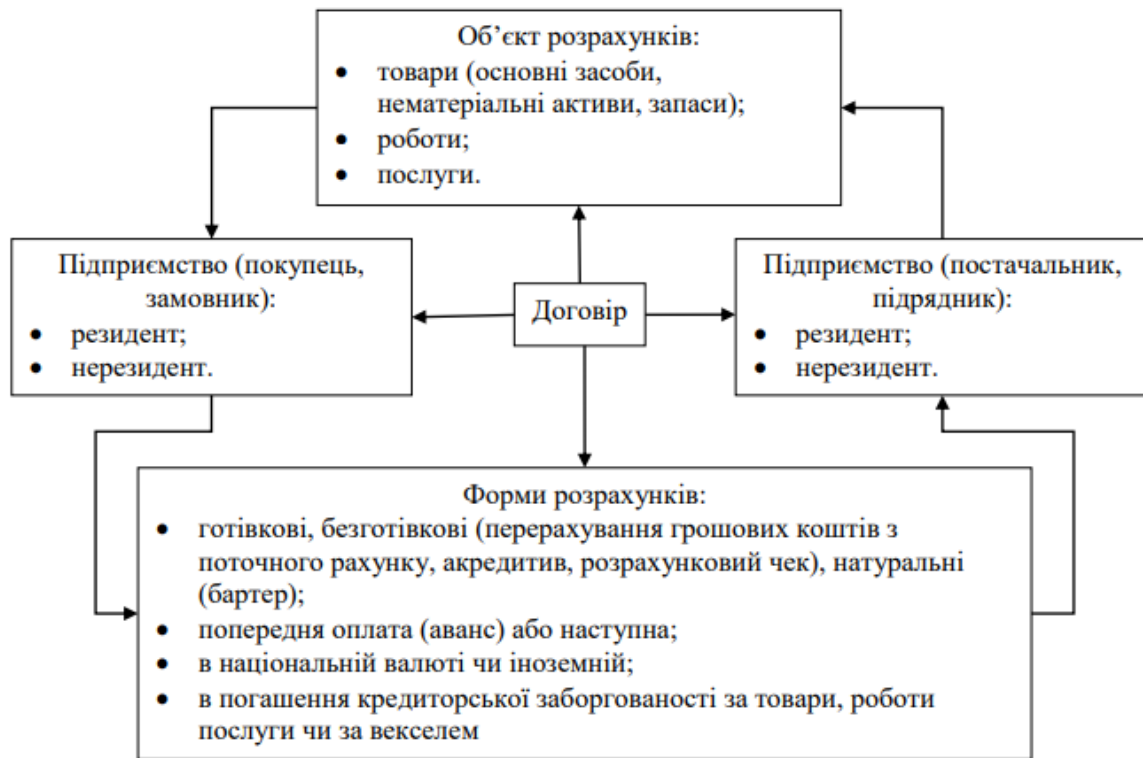 Об’єкт розрахунків:
• товари (основні засоби,
нематеріальні активи, запаси);
• роботи;
• послуги.
Підприємство (покупець,
замовник):
• резидент;
• нерезидент.
Договір
Підприємство (постачальник,
підрядник):
• резидент;
• нерезидент.
Форми розрахунків:
• готівкові, безготівкові (перерахування грошових коштів з
поточного рахунку, акредитив, розрахунковий чек), натуральні
(бартер);
• попередня оплата (аванс) або наступна;
• в національній валюті чи іноземній;
• в погашення кредиторської заборгованості за товари, роботи
послуги чи за векселем